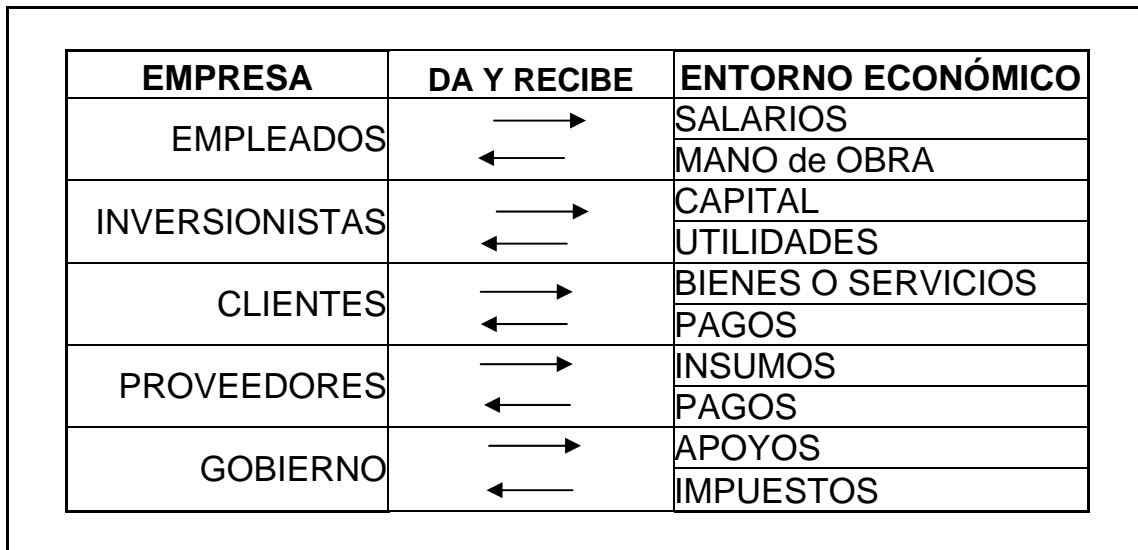 EMPRESA DA Y RECIBE ENTORNO ECONÓMICO
EMPLEADOS
SALARIOS
MANO de OBRA
INVERSIONISTAS
CAPITAL
UTILIDADES
CLIENTES
BIENES O SERVICIOS
PAGOS
PROVEEDORES
INSUMOS
PAGOS
GOBIERNO
APOYOS
IMPUESTOS